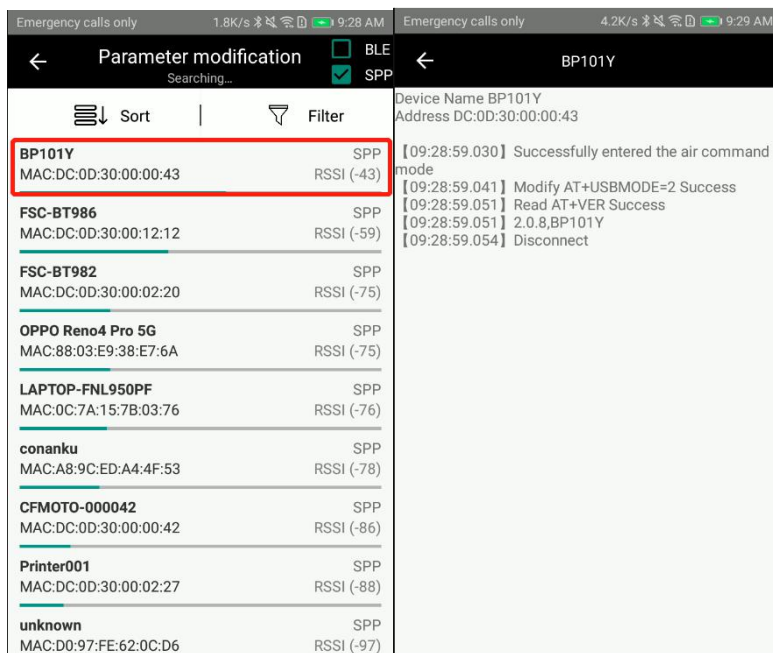 Emergency calls only 1.8K/s 9:28 AM
Parameter modification
Searching...
BLE
SPP
Sort | Filter
BP101Y SPP
MAC:DC:0D:30:00:00:43 RSSI (-43)
FSC-BT986 SPP
MAC:DC:0D:30:00:12:12 RSSI (-59)
FSC-BT982 SPP
MAC:DC:0D:30:00:02:20 RSSI (-75)
OPPO Reno4 Pro 5G SPP
MAC:88:03:E9:38:E7:6A RSSI (-75)
LAPTOP-FNL950PF SPP
MAC:0C:7A:15:7B:03:76 RSSI (-76)
conanku SPP
MAC:A8:9C:ED:A4:4F:53 RSSI (-78)
CFMOTO-000042 SPP
MAC:DC:0D:30:00:00:42 RSSI (-86)
Printer001 SPP
MAC:DC:0D:30:00:02:27 RSSI (-88)
unknown SPP
MAC:D0:97:FE:62:0C:D6 RSSI (-97)
Emergency calls only 4.2K/s 9:29 AM
BP101Y
Device Name BP101Y
Address DC:0D:30:00:00:43
【09:28:59.030】Successfully entered the air command
mode
【09:28:59.041】Modify AT+USBMODE=2 Success
【09:28:59.051】Read AT+VER Success
【09:28:59.051】2.0.8,BP101Y
【09:28:59.054】Disconnect